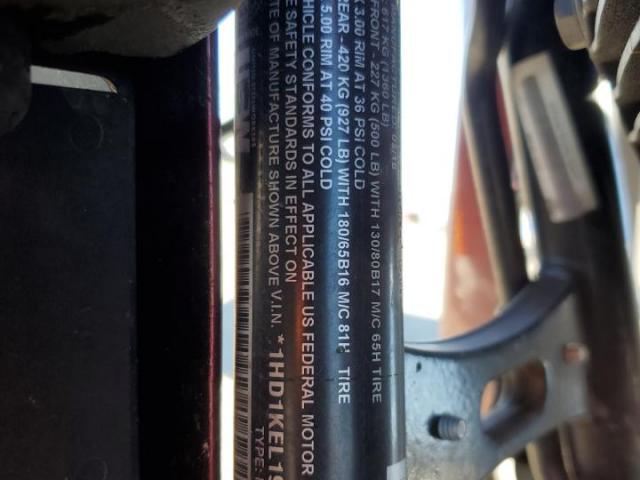 617 KG (1360 LB)
FRONT - 227 KG (500 LB) WITH 130/80B17 M/C 65H TIRE
3.00 RIM AT 36 PSI COLD
REAR - 420 KG (927 LB) WITH 180/65B16 M/C 81H TIRE
5.00 RIM AT 40 PSI COLD
VEHICLE CONFORMS TO ALL APPLICABLE US FEDERAL MOTOR
SAFETY STANDARDS IN EFFECT ON
OF MANUFACTURE SHOWN ABOVE V.I.N. *1HD1KEL19
TYPE: